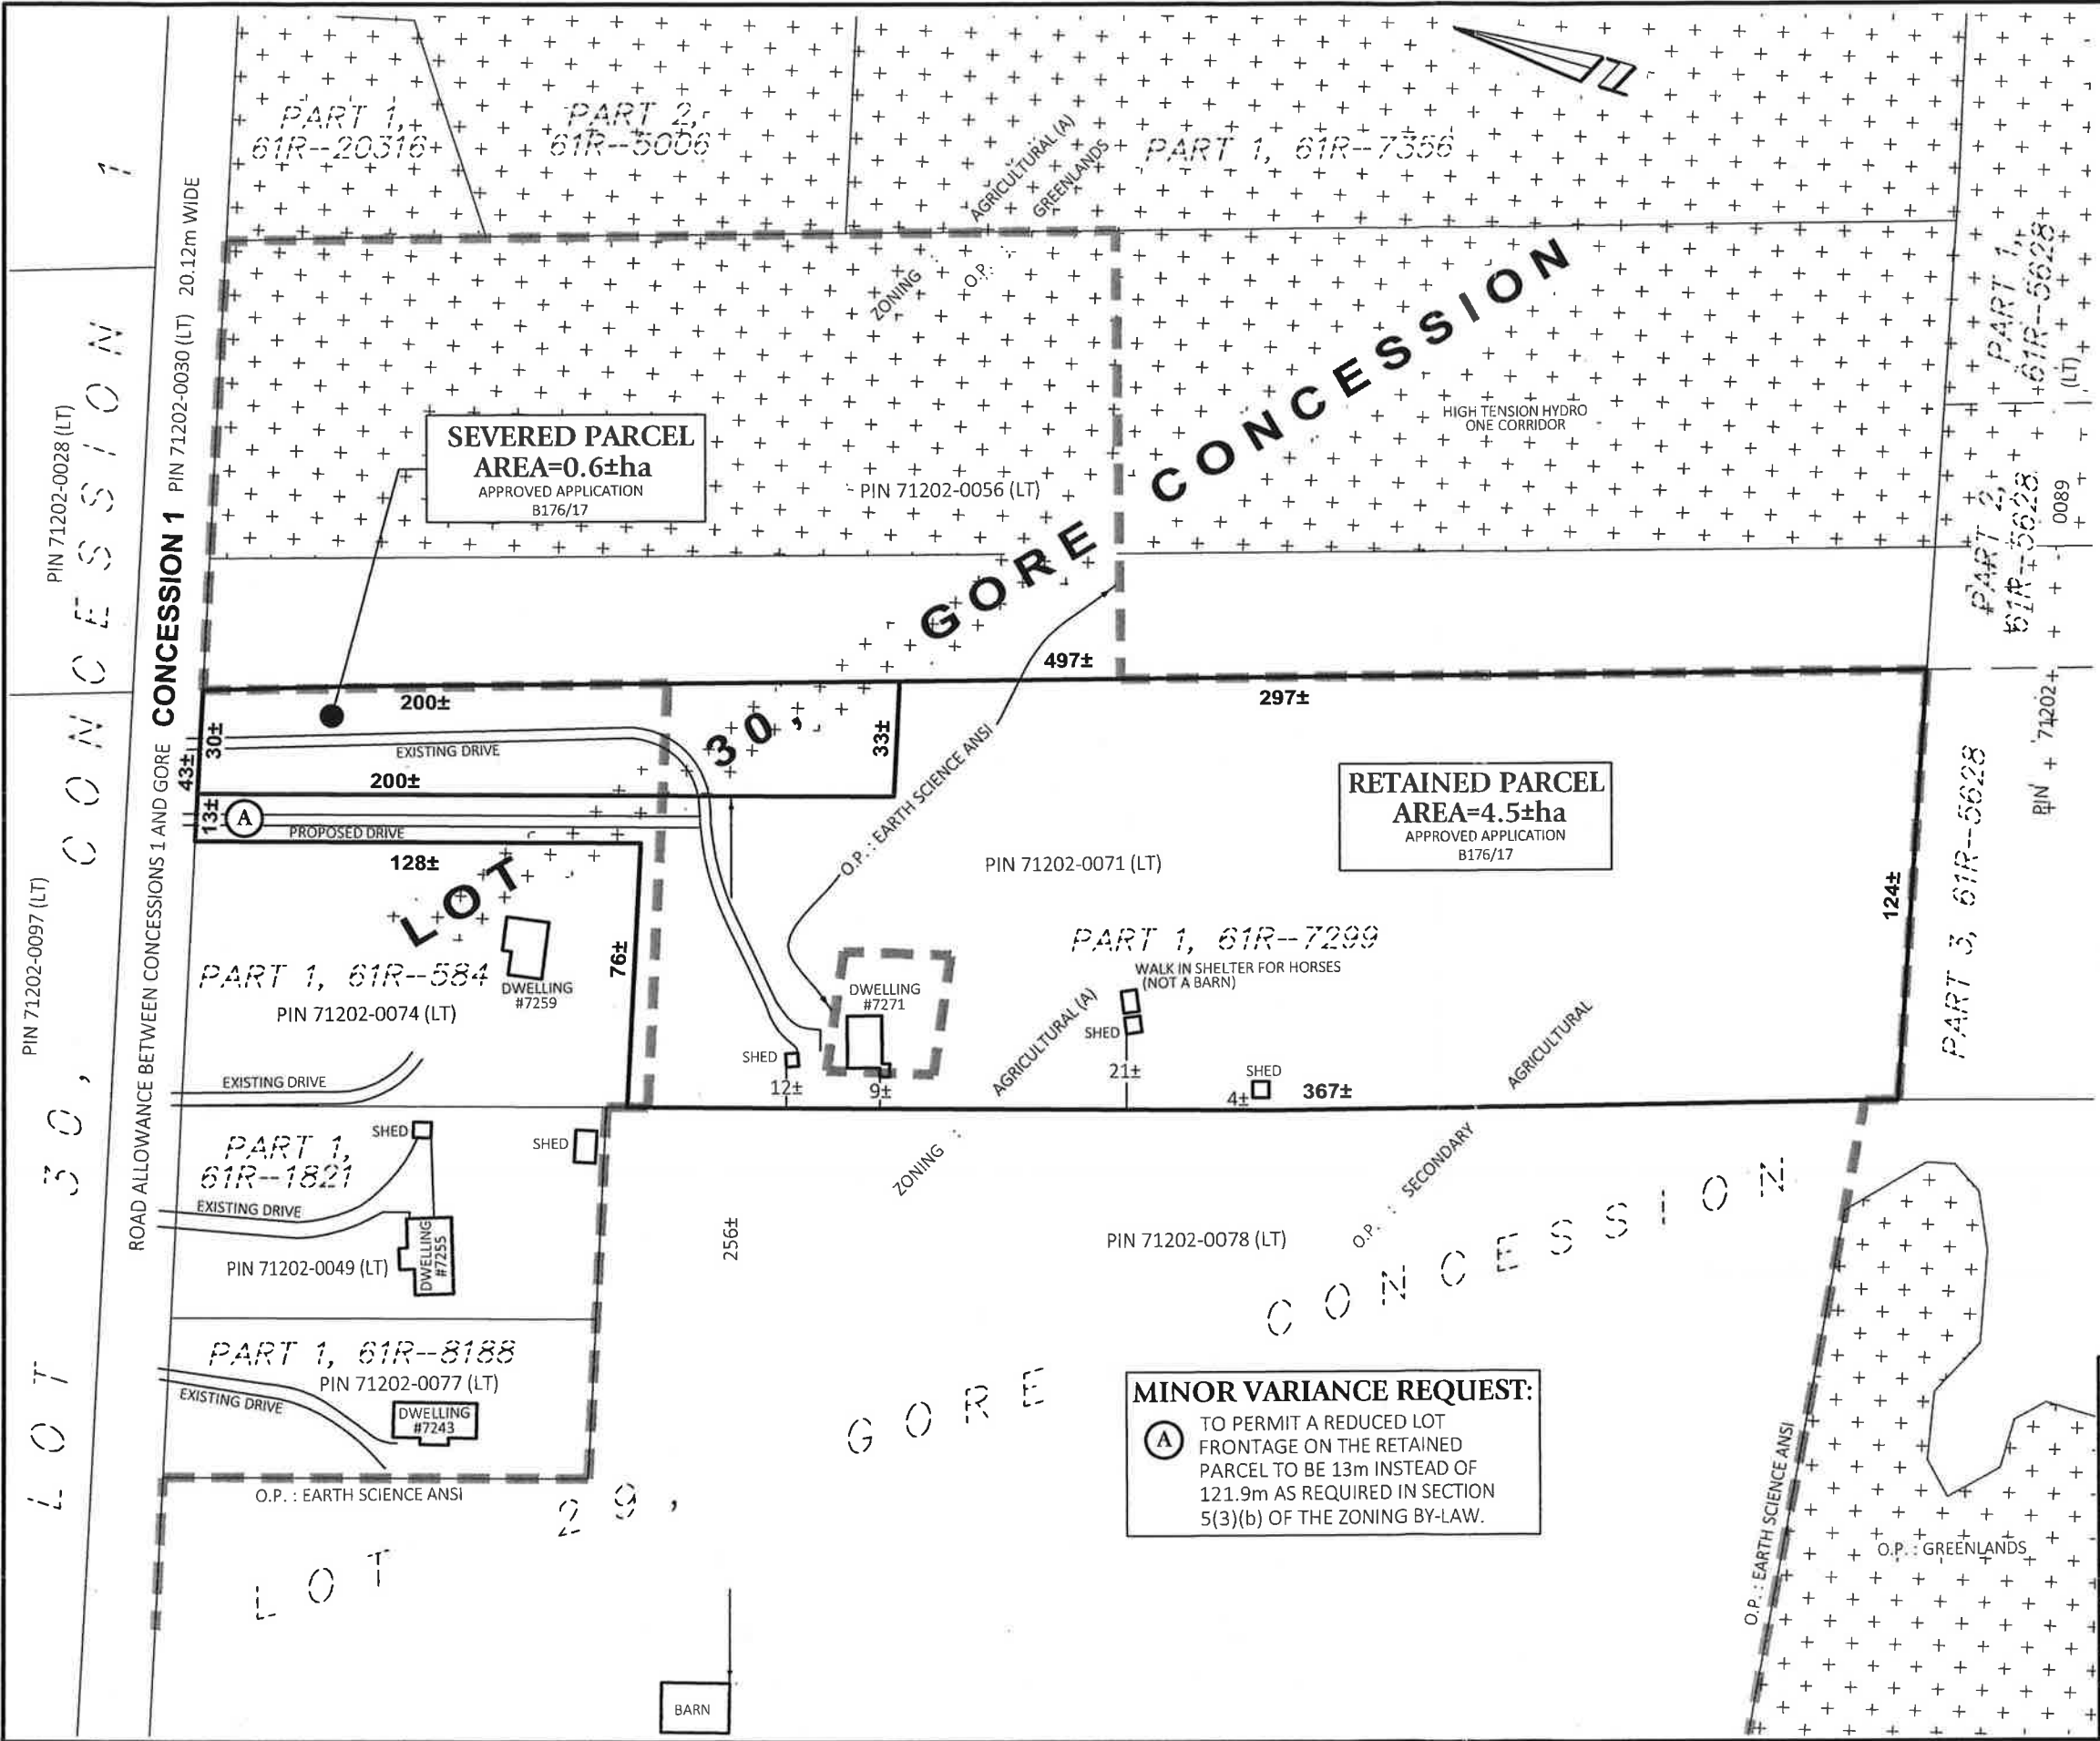 PART 1,
61R-20316
PART 2,
61R-5006
AGRICULTURAL (A)
GREENLANDS
PART 1, 61R-7356
ZONING :
O.P. :
PART 1,
61R-5628
(LT)
PART 2,
61R-5628
0089
PIN 71202
PART 3, 61R-5628
CONCESSION 1
PIN 71202-0030 (LT) 20.12m WIDE
ROAD ALLOWANCE BETWEEN CONCESSIONS 1 AND GORE
LOT 30, CONCESSION 1
PIN 71202-0028 (LT)
PIN 71202-0097 (LT)
SEVERED PARCEL
AREA=0.6±ha
APPROVED APPLICATION
B176/17
PIN 71202-0056 (LT)
HIGH TENSION HYDRO
ONE CORRIDOR
LOT 30, GORE CONCESSION
497±
297±
200±
30±
43±
EXISTING DRIVE
33±
200±
13±
A
PROPOSED DRIVE
128±
O.P. : EARTH SCIENCE ANSI
RETAINED PARCEL
AREA=4.5±ha
APPROVED APPLICATION
B176/17
PIN 71202-0071 (LT)
124±
PART 1, 61R-7299
WALK IN SHELTER FOR HORSES
(NOT A BARN)
SHED
21±
AGRICULTURAL (A)
AGRICULTURAL
SHED
4±
367±
76±
DWELLING
#7259
PART 1, 61R-584
PIN 71202-0074 (LT)
EXISTING DRIVE
DWELLING
#7271
SHED
12±
9±
PART 1,
61R-1821
SHED
SHED
EXISTING DRIVE
DWELLING
#7255
PIN 71202-0049 (LT)
256±
ZONING :
O.P. : SECONDARY
PIN 71202-0078 (LT)
PART 1, 61R-8188
PIN 71202-0077 (LT)
EXISTING DRIVE
DWELLING
#7243
O.P. : EARTH SCIENCE ANSI
LOT 29, GORE CONCESSION
MINOR VARIANCE REQUEST:
A
TO PERMIT A REDUCED LOT
FRONTAGE ON THE RETAINED
PARCEL TO BE 13m INSTEAD OF
121.9m AS REQUIRED IN SECTION
5(3)(b) OF THE ZONING BY-LAW.
O.P. : EARTH SCIENCE ANSI
O.P. : GREENLANDS
BARN